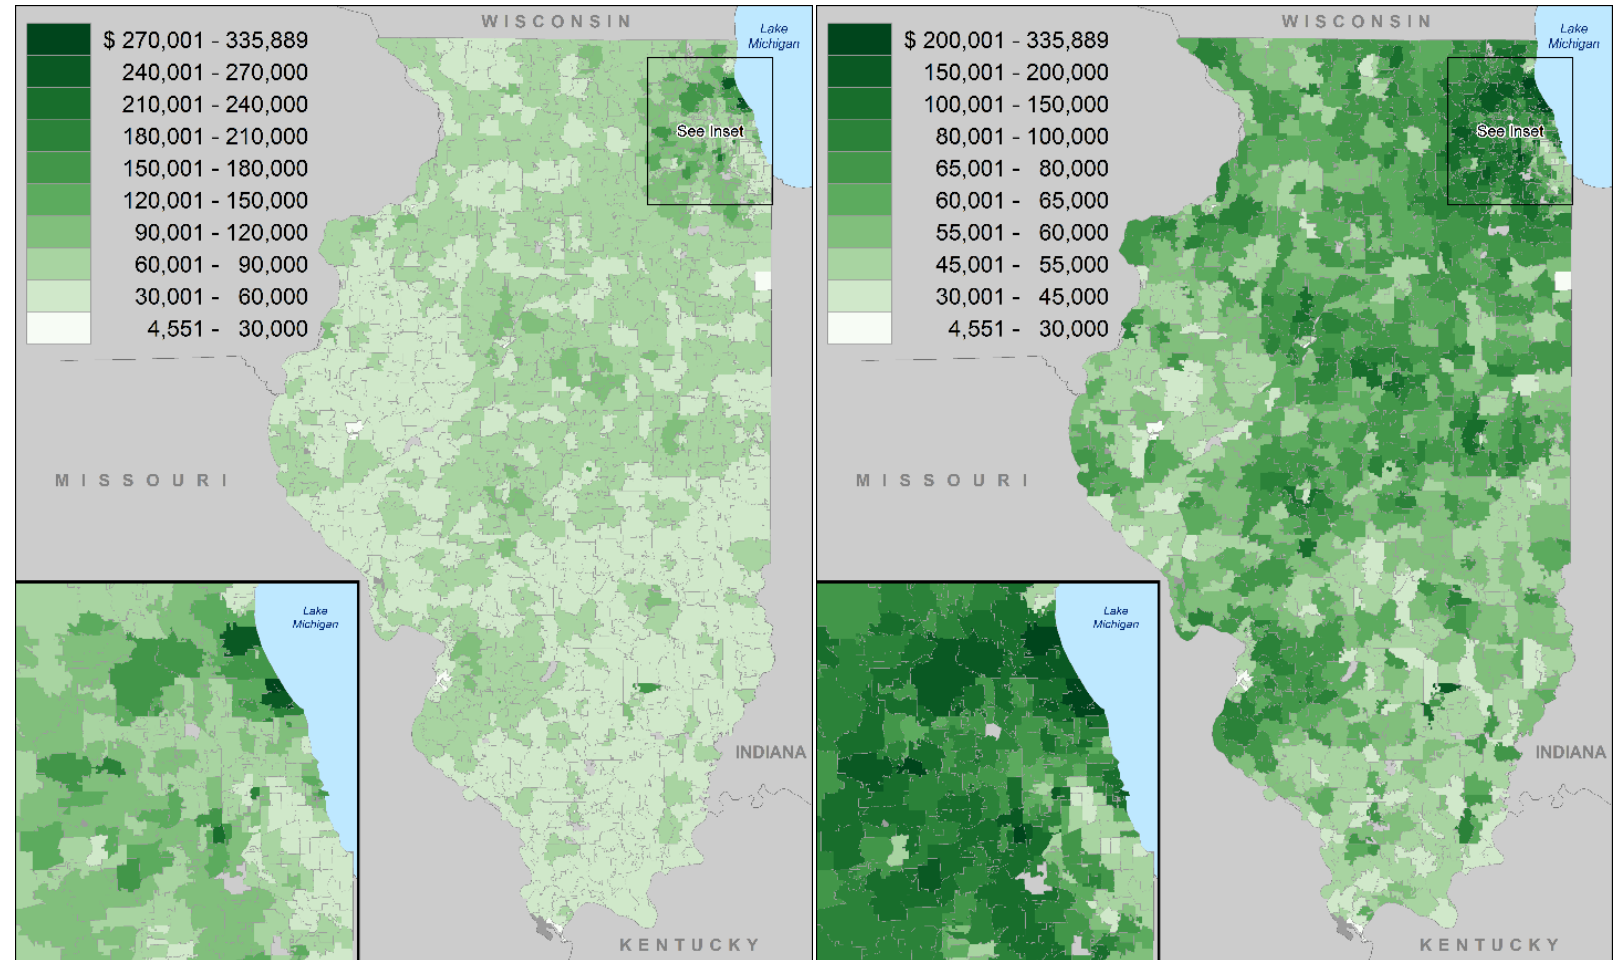 WISCONSIN
Lake
Michigan
$ 270,001 - 335,889
240,001 - 270,000
210,001 - 240,000
180,001 - 210,000
150,001 - 180,000
120,001 - 150,000
90,001 - 120,000
60,001 - 90,000
30,001 - 60,000
4,551 - 30,000
See Inset
MISSOURI
Lake
Michigan
INDIANA
KENTUCKY
WISCONSIN
Lake
Michigan
$ 200,001 - 335,889
150,001 - 200,000
100,001 - 150,000
80,001 - 100,000
65,001 - 80,000
60,001 - 65,000
55,001 - 60,000
45,001 - 55,000
30,001 - 45,000
4,551 - 30,000
See Inset
MISSOURI
Lake
Michigan
INDIANA
KENTUCKY